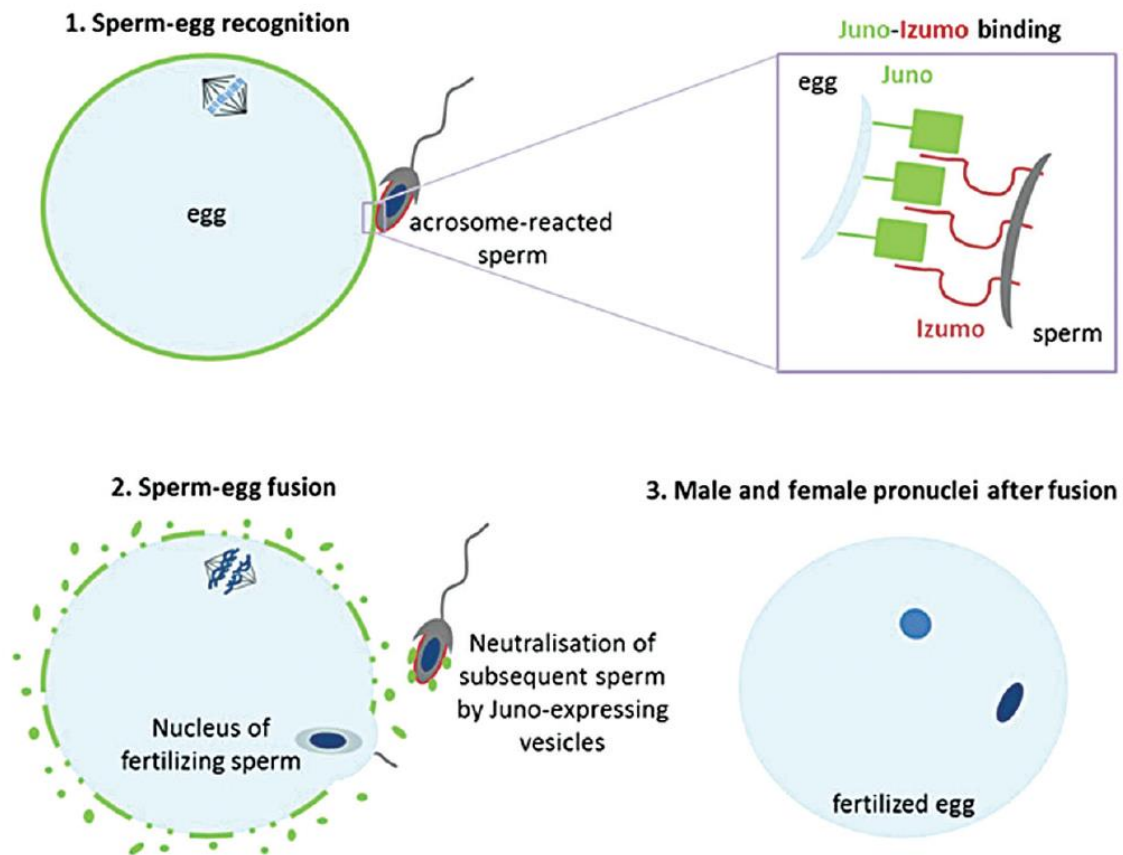 1. Sperm-egg recognition
egg
acrosome-reacted
sperm
Juno-Izumo binding
egg
Juno
Izumo
sperm
2. Sperm-egg fusion
Nucleus of
fertilizing sperm
Neutralisation of
subsequent sperm
by Juno-expressing
vesicles
3. Male and female pronuclei after fusion
fertilized egg